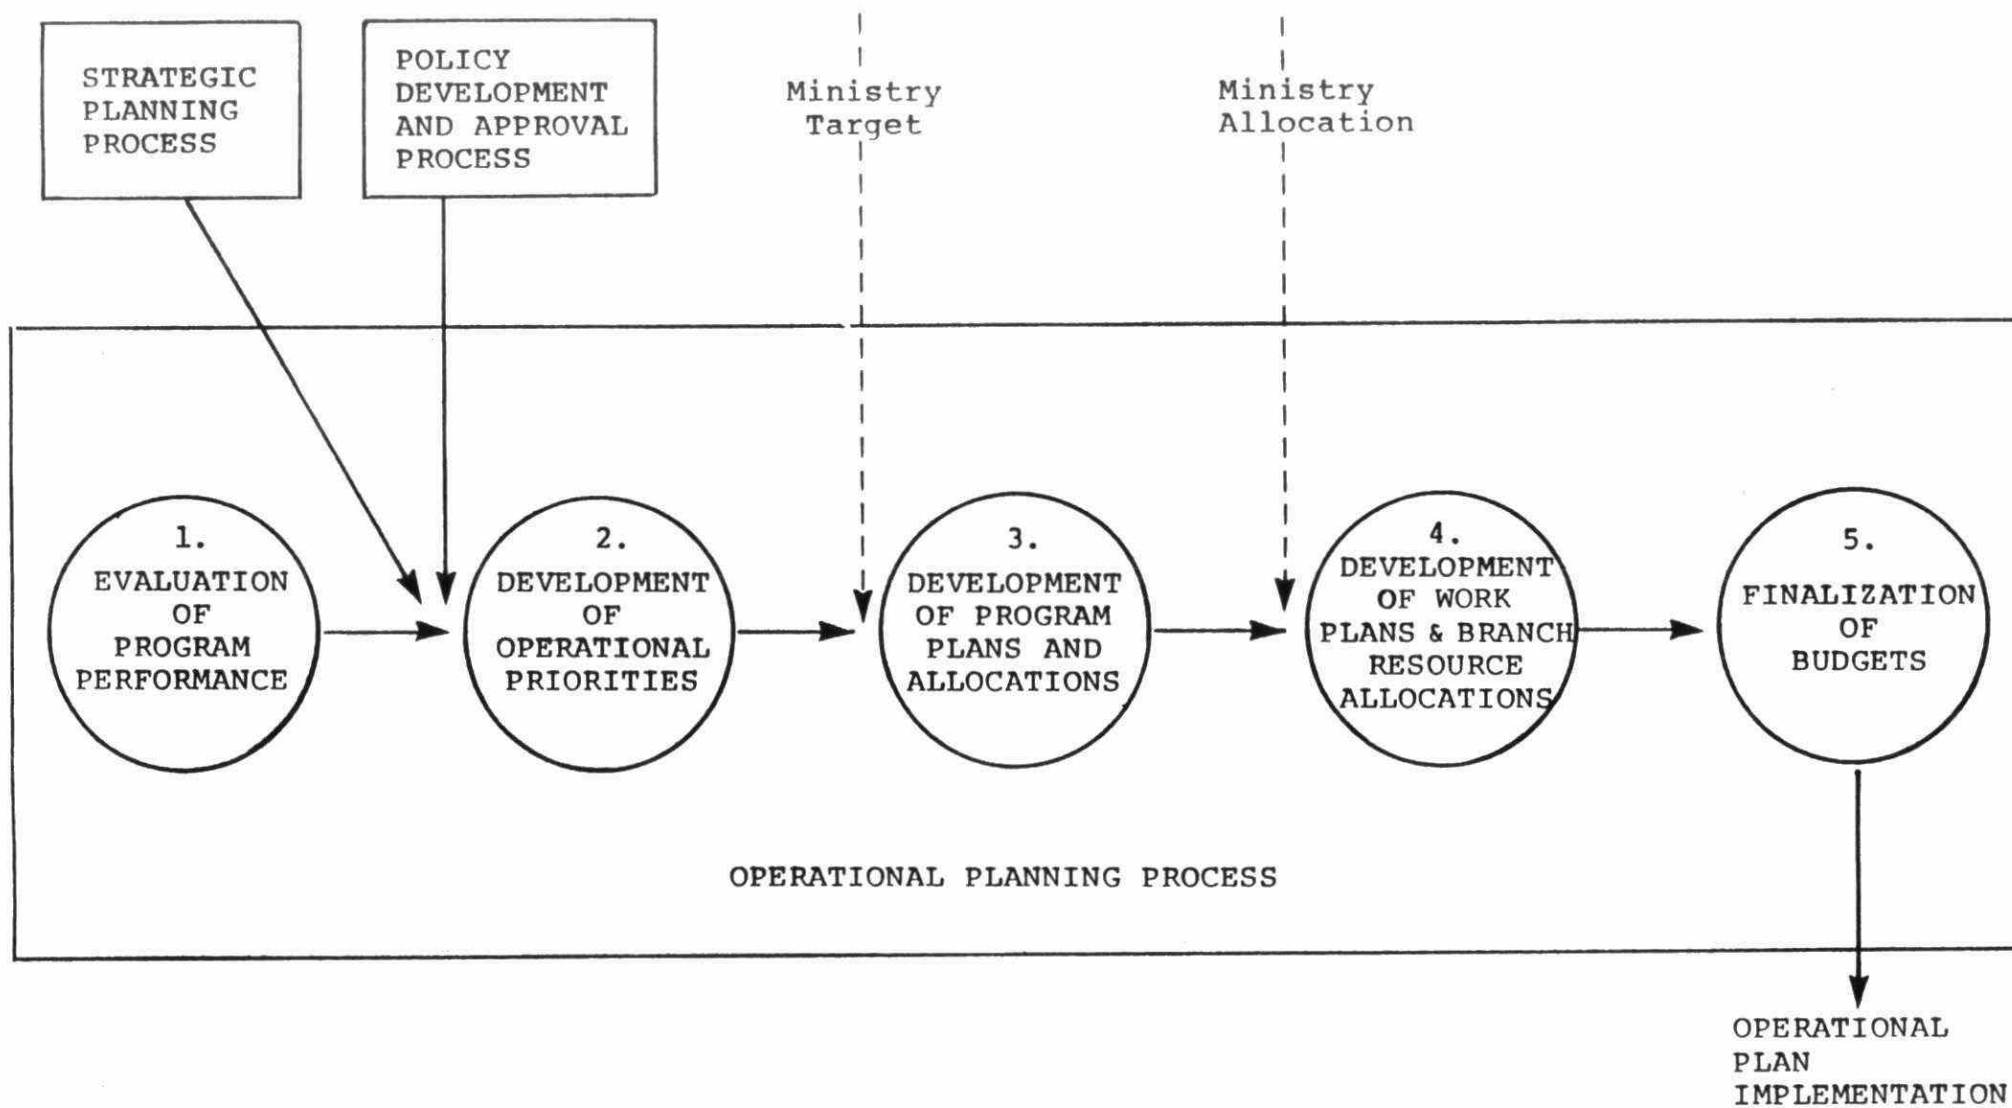 STRATEGIC
PLANNING
PROCESS
POLICY
DEVELOPMENT
AND APPROVAL
PROCESS
Ministry
Target
Ministry
Allocation
1.
EVALUATION
OF
PROGRAM
PERFORMANCE
2.
DEVELOPMENT
OF
OPERATIONAL
PRIORITIES
3.
DEVELOPMENT
OF PROGRAM
PLANS AND
ALLOCATIONS
4.
DEVELOPMENT
OF WORK
PLANS & BRANCH
RESOURCE
ALLOCATIONS
5.
FINALIZATION
OF
BUDGETS
OPERATIONAL PLANNING PROCESS
OPERATIONAL
PLAN
IMPLEMENTATION